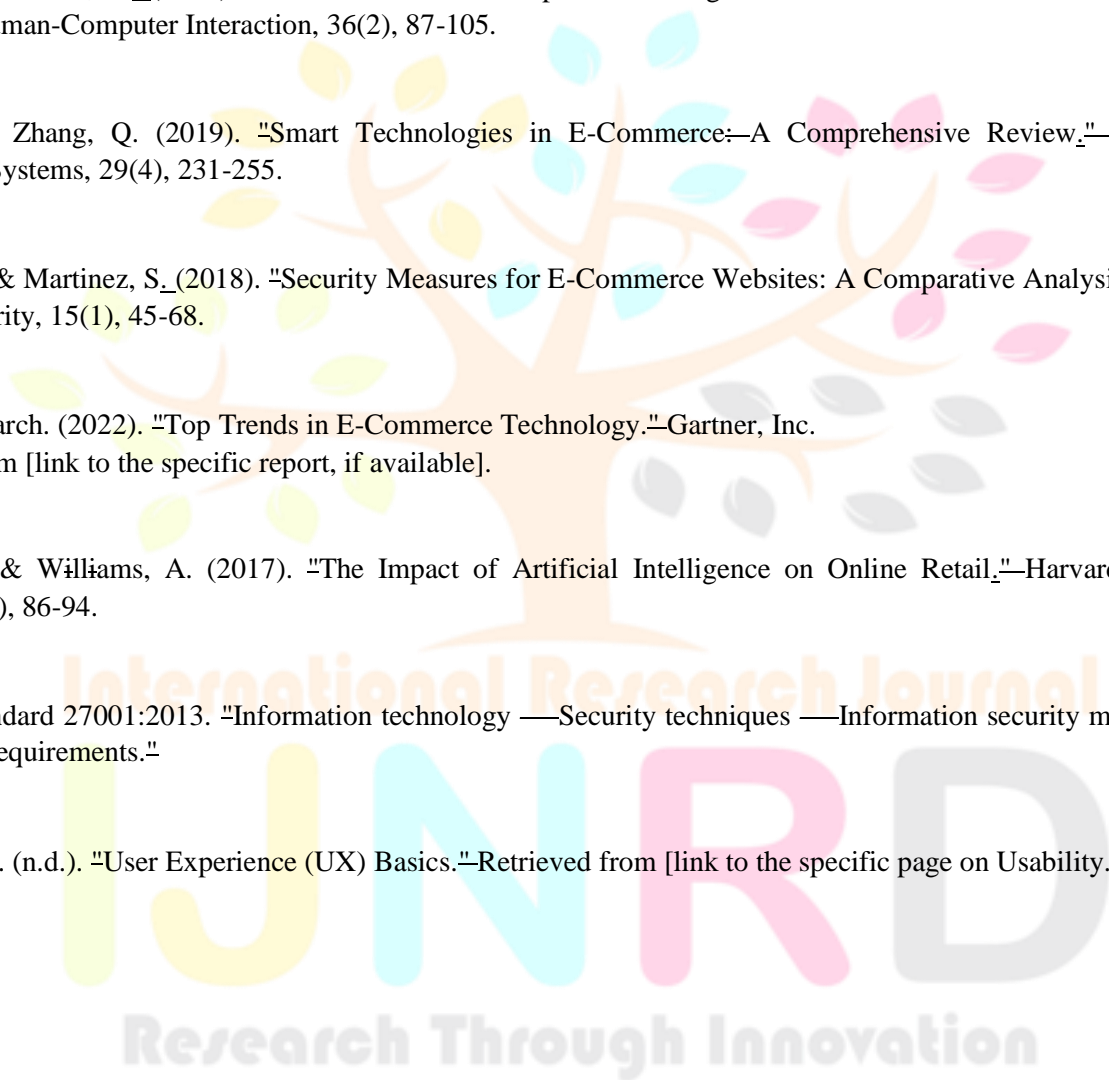 man-Computer Interaction, 36(2), 87-105.
Zhang, Q. (2019). "Smart Technologies in E-Commerce: A Comprehensive Review."
ystems, 29(4), 231-255.
& Martinez, S. (2018). "Security Measures for E-Commerce Websites: A Comparative Analysi
rity, 15(1), 45-68.
arch. (2022). "Top Trends in E-Commerce Technology." Gartner, Inc.
m [link to the specific report, if available].
& Williams, A. (2017). "The Impact of Artificial Intelligence on Online Retail." Harvard
), 86-94.
International Research Journal
ndard 27001:2013. "Information technology — Security techniques — Information security m
equirements."
IJNRD
. (n.d.). "User Experience (UX) Basics." Retrieved from [link to the specific page on Usability.
Research Through Innovation